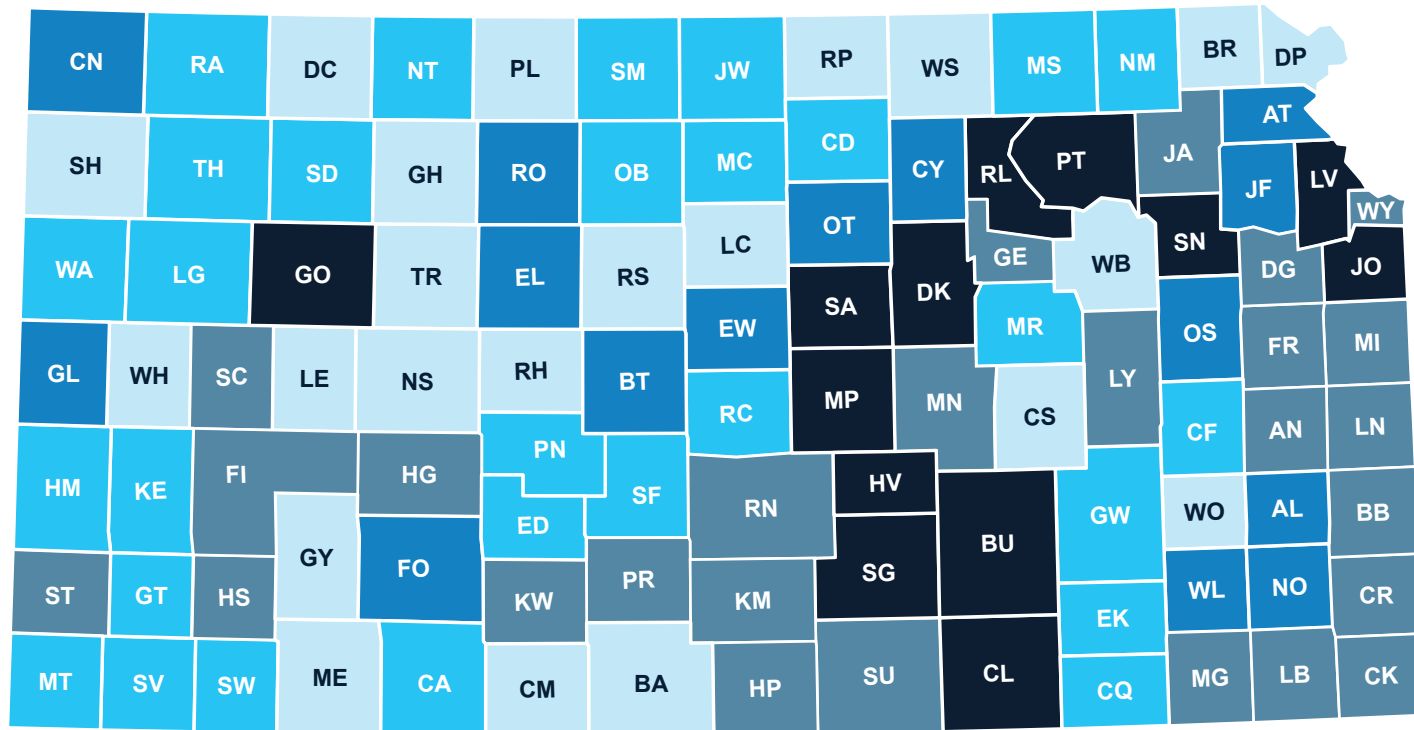 CN RA DC NT PL SM JW RP WS MS NM BR DP
SH TH SD GH RO OB MC CD CY RL PT JA AT
JF LV WY
WA LG GO TR EL RS LC OT DK GE WB SN DG JO
GL WH SC LE NS RH BT EW SA MR OS FR MI
RC MP MN CS LY CF AN LN
HM KE FI HG PN SF RN HV BU GW WO AL BB
ED
ST GT HS GY FO KW PR KM SG EK WL NO CR
MT SV SW ME CA CM BA HP SU CL CQ MG LB CK